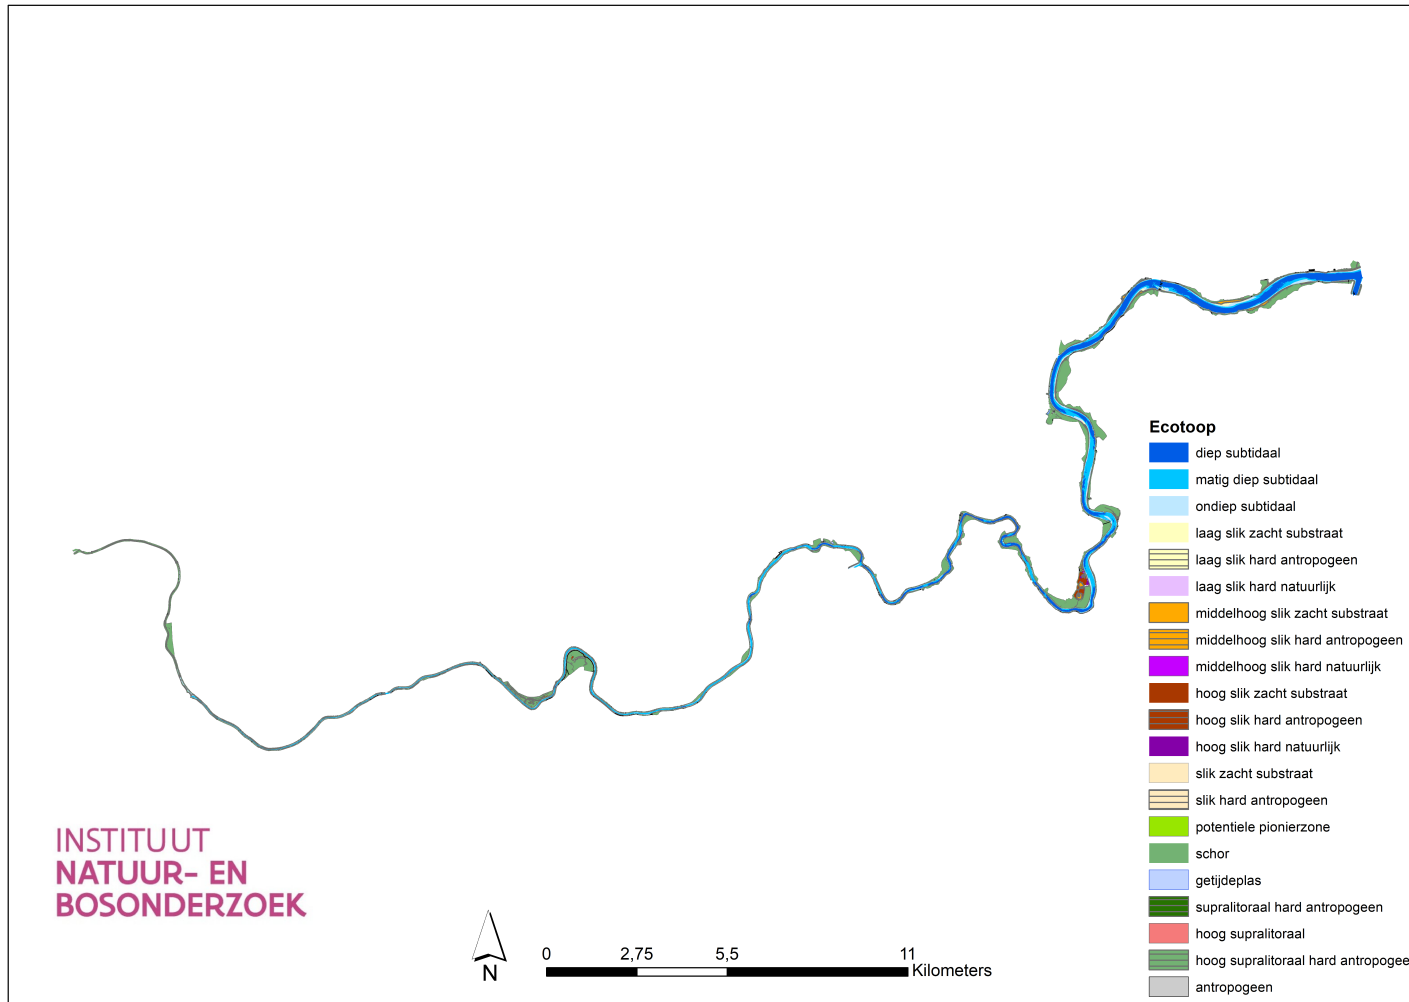 Ecotoop
diep subtidaal
matig diep subtidaal
ondiep subtidaal
laag slik zacht substraat
laag slik hard antropogeen
laag slik hard natuurlijk
middelhoog slik zacht substraat
middelhoog slik hard antropogeen
middelhoog slik hard natuurlijk
hoog slik zacht substraat
hoog slik hard antropogeen
hoog slik hard natuurlijk
slik zacht substraat
slik hard antropogeen
potentiele pionierzone
schor
getijdeplas
supralitoraal hard antropogeen
hoog supralitoraal
hoog supralitoraal hard antropogee
antropogeen
INSTITUUT
NATUUR- EN
BOSONDERZOEK
N
0 2,75 5,5 11
Kilometers